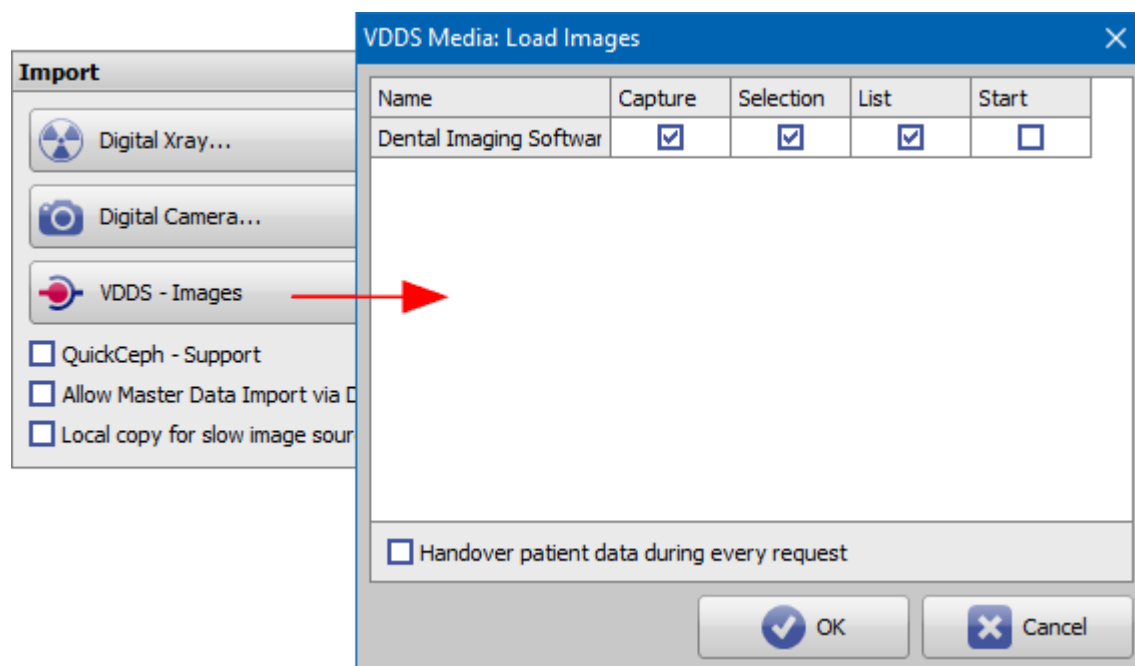 Import
Digital Xray...
Digital Camera...
VDDS - Images
QuickCeph - Support
Allow Master Data Import via
Local copy for slow image
VDDS Media: Load Images
Name Capture Selection List Start
Dental Imaging Softwar
Handover patient data during every request
OK Cancel